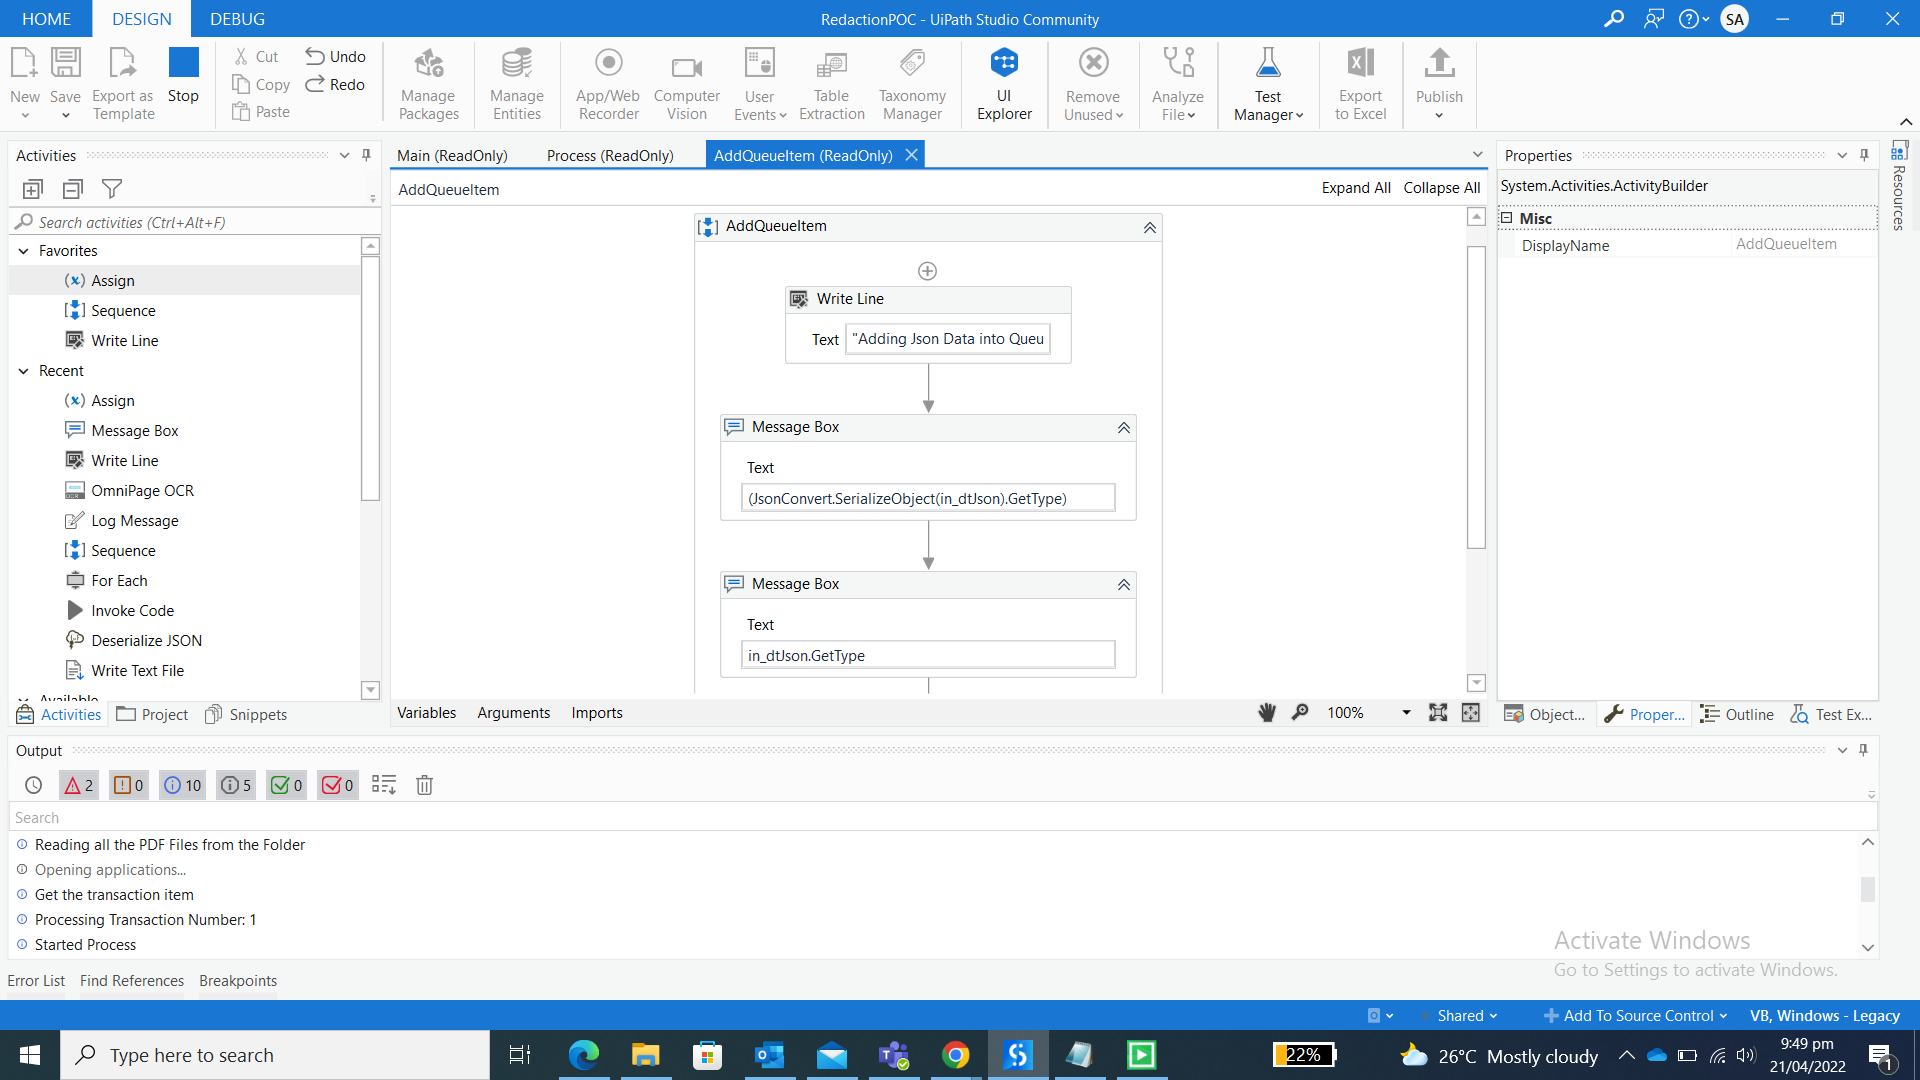 HOME DESIGN DEBUG
RedactionPOC - UiPath Studio Community
SA
New
Save
Export as
Template
Stop
Cut
Copy
Paste
Undo
Redo
Manage
Packages
Manage
Entities
App/Web
Recorder
Computer
Vision
User
Events
Table
Extraction
Taxonomy
Manager
UI
Explorer
Remove
Unused
Analyze
File
Test
Manager
Export
to Excel
Publish
Activities
Search activities (Ctrl+Alt+F)
Favorites
Assign
Sequence
Write Line
Recent
Assign
Message Box
Write Line
OmniPage OCR
Log Message
Sequence
For Each
Invoke Code
Deserialize JSON
Write Text File
Available
Activities Project Snippets
Main (ReadOnly) Process (ReadOnly) AddQueueItem (ReadOnly)
AddQueueItem
Expand All Collapse All
AddQueueItem
Write Line
Text "Adding Json Data into Queu
Message Box
Text
(JsonConvert.SerializeObject(in_dtJson).GetType)
Message Box
Text
in_dtJson.GetType
Variables Arguments Imports
100%
Properties
System.Activities.ActivityBuilder
Misc
DisplayName AddQueueItem
Object... Proper... Outline Test Ex...
Resources
Output
2 0 10 5 0 0
Search
Reading all the PDF Files from the Folder
Opening applications...
Get the transaction item
Processing Transaction Number: 1
Started Process
Activate Windows
Go to Settings to activate Windows.
Error List Find References Breakpoints
Shared Add To Source Control VB, Windows - Legacy
Type here to search
22%
26°C Mostly cloudy
9:49 pm
21/04/2022
1